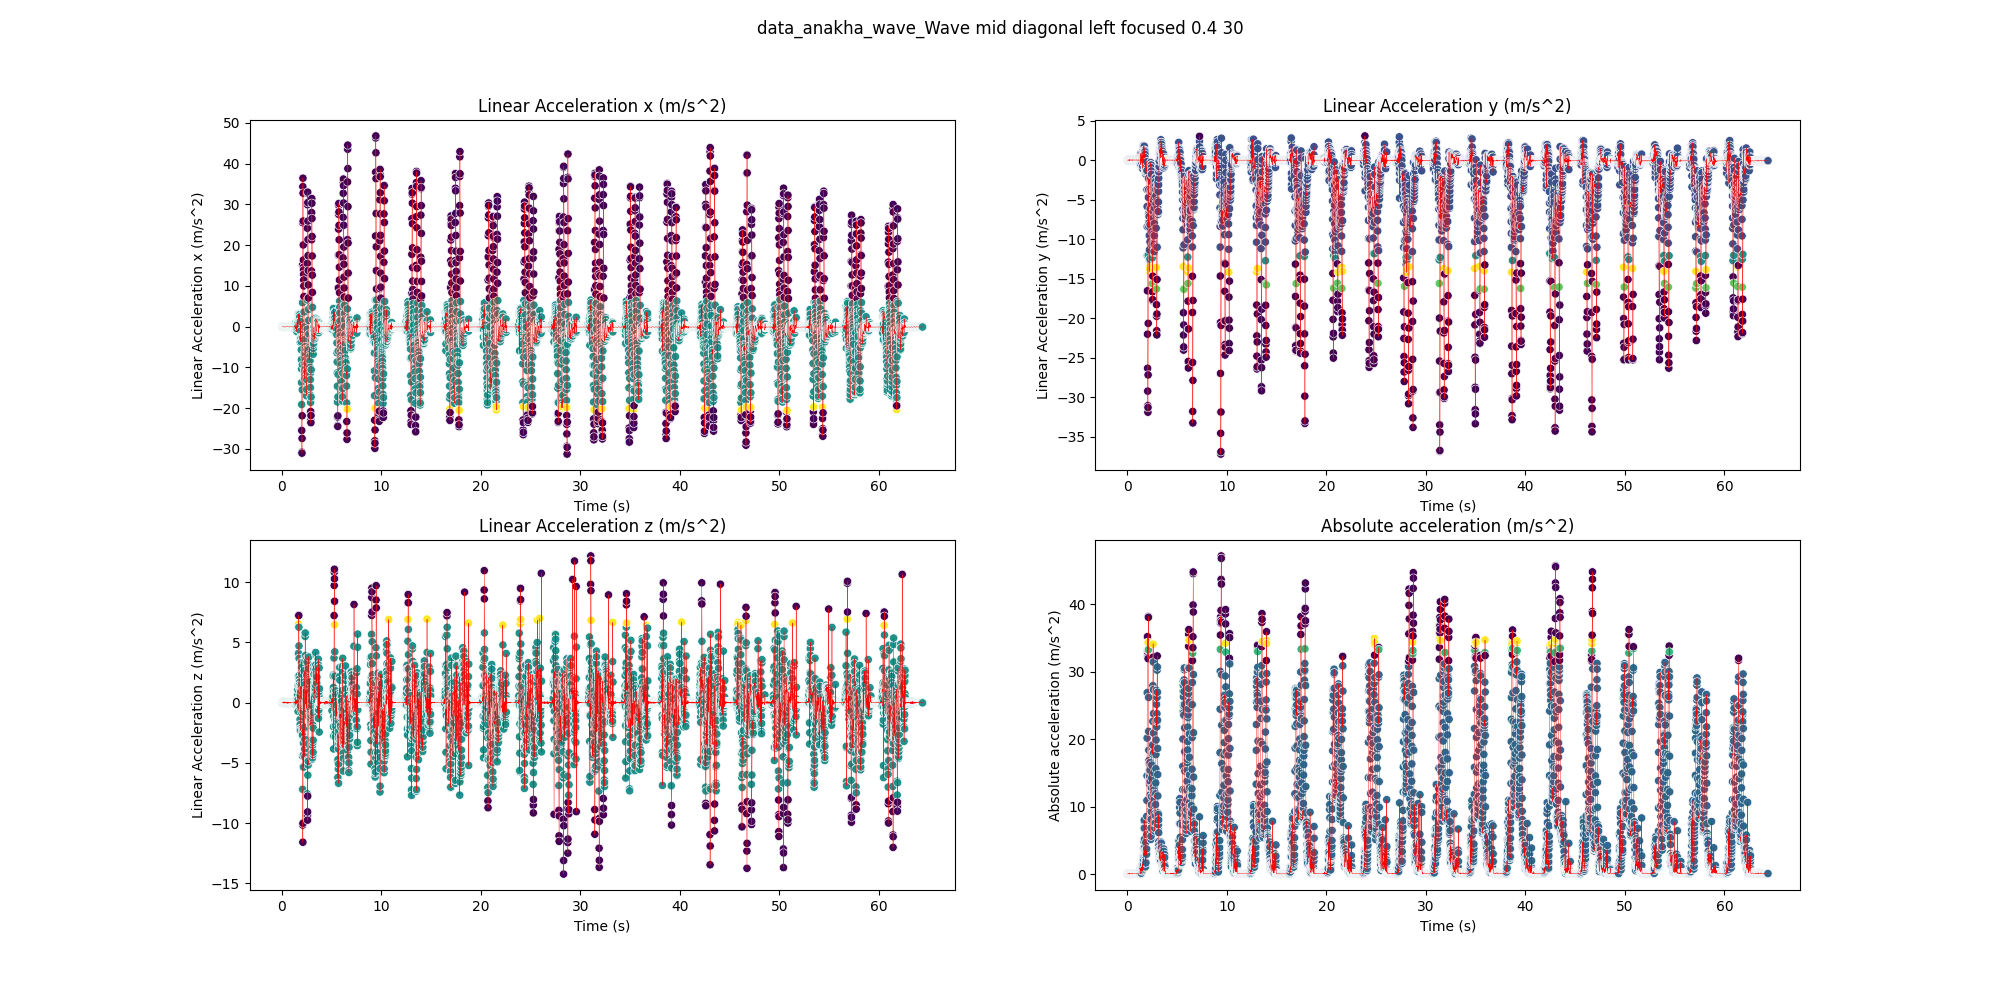 data_anakha_wave_Wave mid diagonal left focused 0.4 30
Linear Acceleration x (m/s^2)
Linear Acceleration x (m/s^2)
50
40
30
20
10
0
−10
−20
−30
0 10 20 30 40 50 60
Time (s)
Linear Acceleration y (m/s^2)
Linear Acceleration y (m/s^2)
5
0
−5
−10
−15
−20
−25
−30
−35
0 10 20 30 40 50 60
Time (s)
Linear Acceleration z (m/s^2)
Linear Acceleration z (m/s^2)
10
5
0
−5
−10
−15
0 10 20 30 40 50 60
Time (s)
Absolute acceleration (m/s^2)
Absolute acceleration (m/s^2)
40
30
20
10
0
0 10 20 30 40 50 60
Time (s)